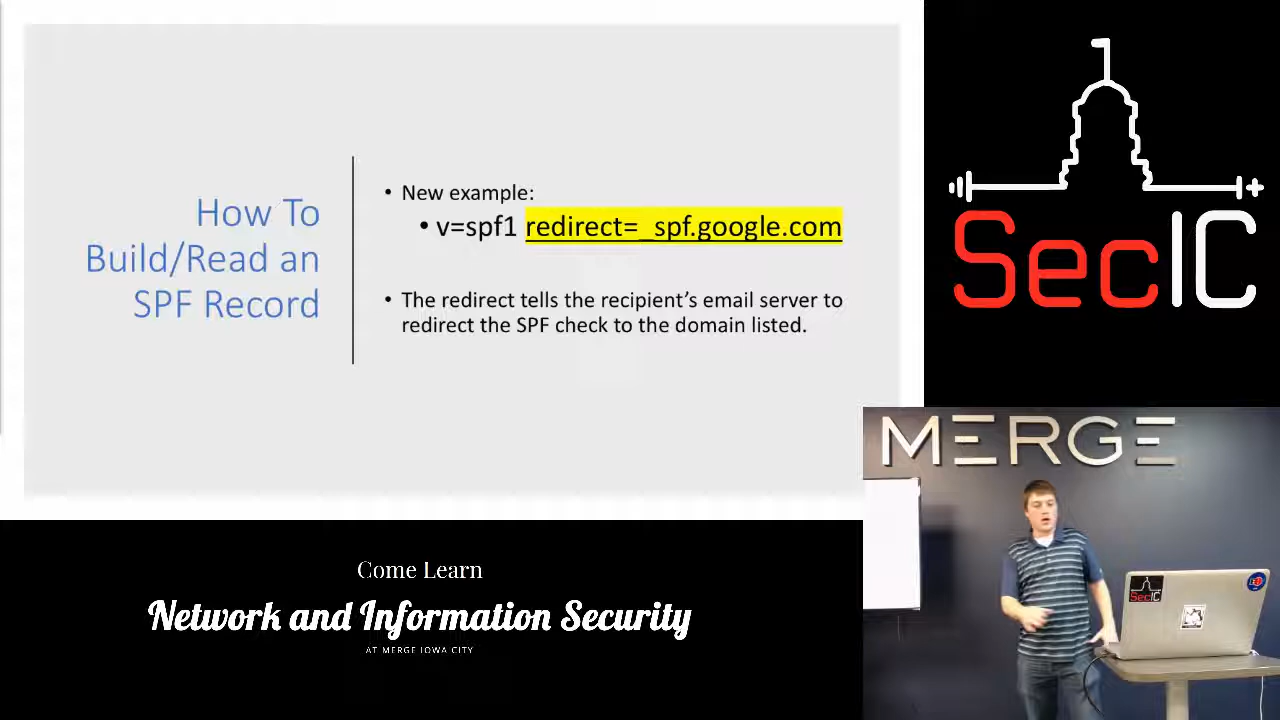 How To
Build/Read an
SPF Record
• New example:
• v=spf1 redirect=_spf.google.com
• The redirect tells the recipient’s email server to
redirect the SPF check to the domain listed.
SecIC
MERGE
SecIC
Come Learn
Network and Information Security
AT MERGE IOWA CITY